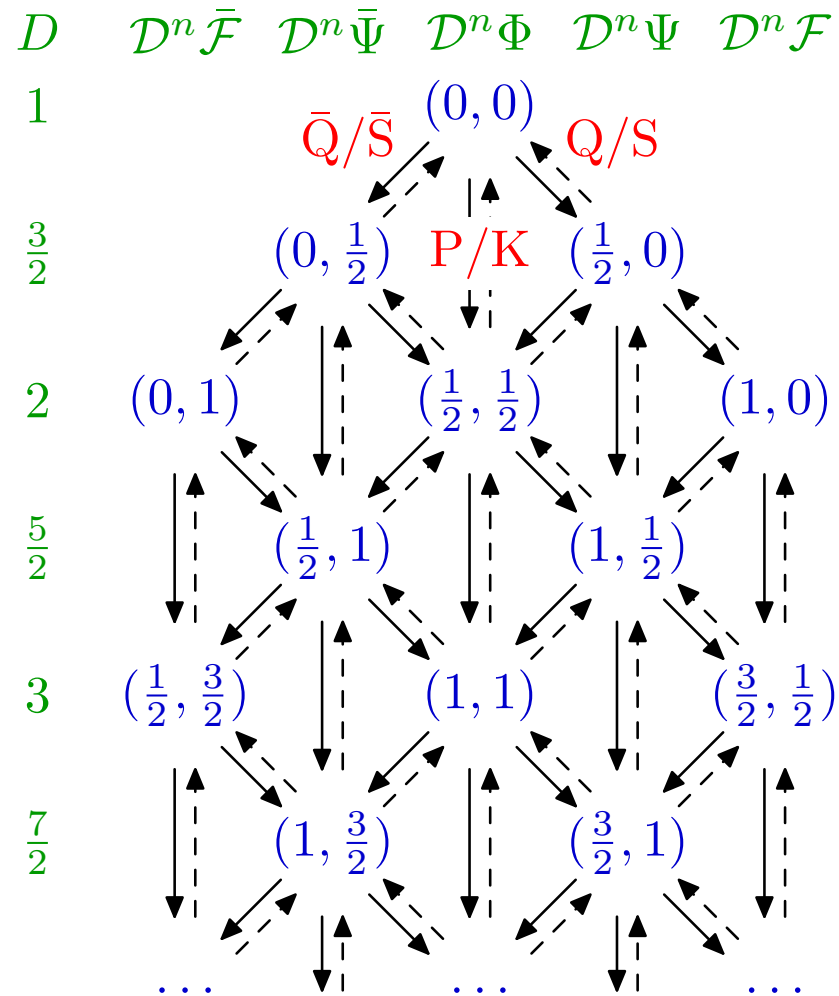 D 𝒟ⁿℱ̄ 𝒟ⁿΨ̄ 𝒟ⁿΦ 𝒟ⁿΨ 𝒟ⁿℱ
1 (0, 0)
Q̄/S̄ Q/S
3/2 (0, 1/2) P/K (1/2, 0)
2 (0, 1) (1/2, 1/2) (1, 0)
5/2 (1/2, 1) (1, 1/2)
3 (1/2, 3/2) (1, 1) (3/2, 1/2)
7/2 (1, 3/2) (3/2, 1)
... ... ...